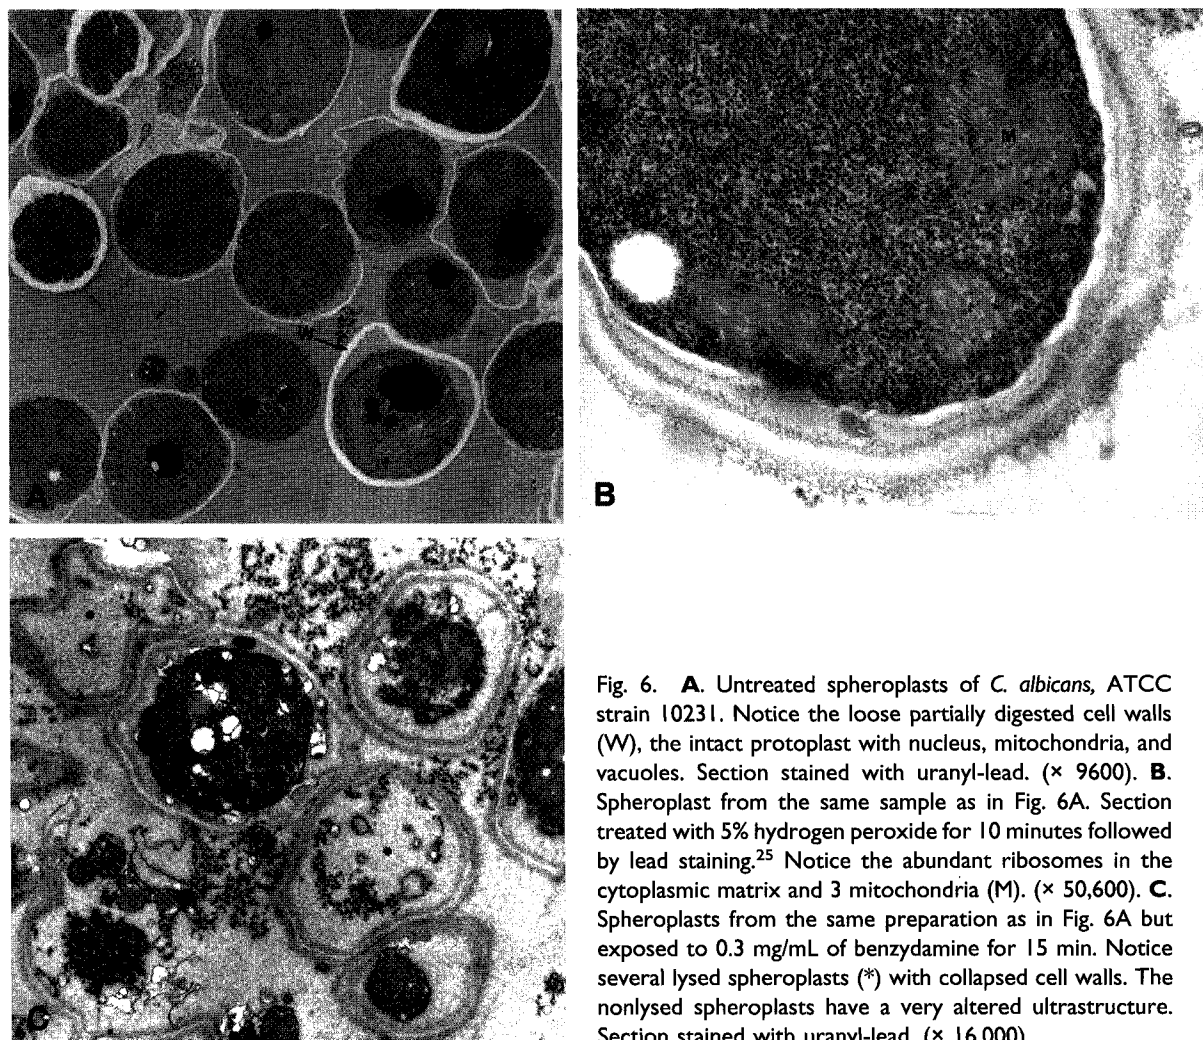 A
B
M
C
Fig. 6. A. Untreated spheroplasts of C. albicans, ATCC
strain 10231. Notice the loose partially digested cell walls
(W), the intact protoplast with nucleus, mitochondria, and
vacuoles. Section stained with uranyl-lead. (× 9600). B.
Spheroplast from the same sample as in Fig. 6A. Section
treated with 5% hydrogen peroxide for 10 minutes followed
by lead staining.25 Notice the abundant ribosomes in the
cytoplasmic matrix and 3 mitochondria (M). (× 50,600). C.
Spheroplasts from the same preparation as in Fig. 6A but
exposed to 0.3 mg/mL of benzydamine for 15 min. Notice
several lysed spheroplasts (*) with collapsed cell walls. The
nonlysed spheroplasts have a very altered ultrastructure.
Section stained with uranyl-lead. (× 16,000)